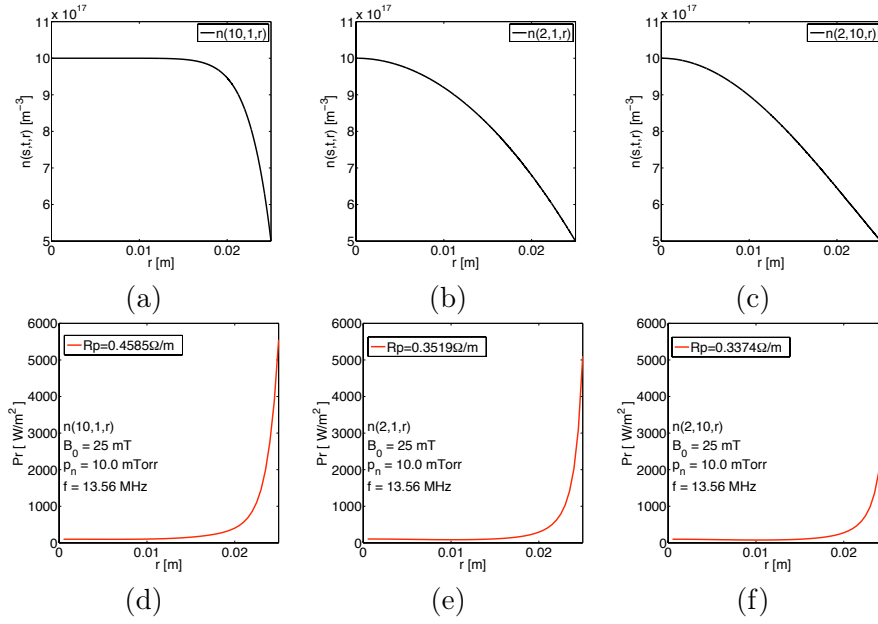 x 10^17
n(10,1,r)
n(s,t,r) [m^−3]
11
10
9
8
7
6
5
0
0.01
0.02
r [m]
(a)
x 10^17
n(2,1,r)
n(s,t,r) [m^−3]
11
10
9
8
7
6
5
0
0.01
0.02
r [m]
(b)
x 10^17
n(2,10,r)
n(s,t,r) [m^−3]
11
10
9
8
7
6
5
0
0.01
0.02
r [m]
(c)
Rp=0.4585Ω/m
n(10,1,r)
B_0 = 25 mT
p_n = 10.0 mTorr
f = 13.56 MHz
Pr [ W/m^2]
6000
5000
4000
3000
2000
1000
0
0
0.01
0.02
r [m]
(d)
Rp=0.3519Ω/m
n(2,1,r)
B_0 = 25 mT
p_n = 10.0 mTorr
f = 13.56 MHz
Pr [ W/m^2]
6000
5000
4000
3000
2000
1000
0
0
0.01
0.02
r [m]
(e)
Rp=0.3374Ω/m
n(2,10,r)
B_0 = 25 mT
p_n = 10.0 mTorr
f = 13.56 MHz
Pr [ W/m^2]
6000
5000
4000
3000
2000
1000
0
0
0.01
0.02
r [m]
(f)